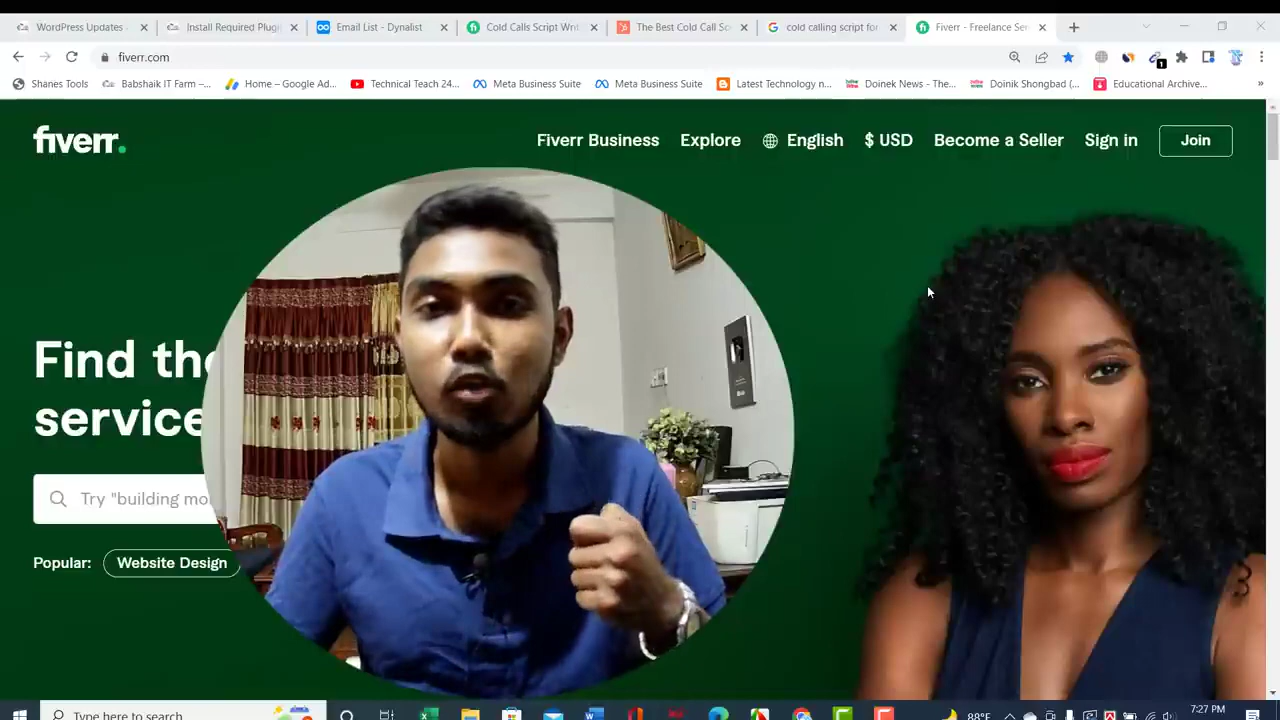 WordPress Updates
Install Required Plugi
Email List - Dynalist
Cold Calls Script Writ
The Best Cold Call Sc
cold calling script for
Fiverr - Freelance Ser
fiverr.com
1
Shanes Tools
Babshaik IT Farm –...
Home – Google Ad...
Technical Teach 24...
Meta Business Suite
Meta Business Suite
Latest Technology n...
Doinek News - The...
Doinik Shongbad (...
Educational Archive...
»
fiverr.
Fiverr Business
Explore
English
$ USD
Become a Seller
Sign in
Join
Find the
service
Try "building mo
Popular:
Website Design
Type here to search
88°F
7:27 PM